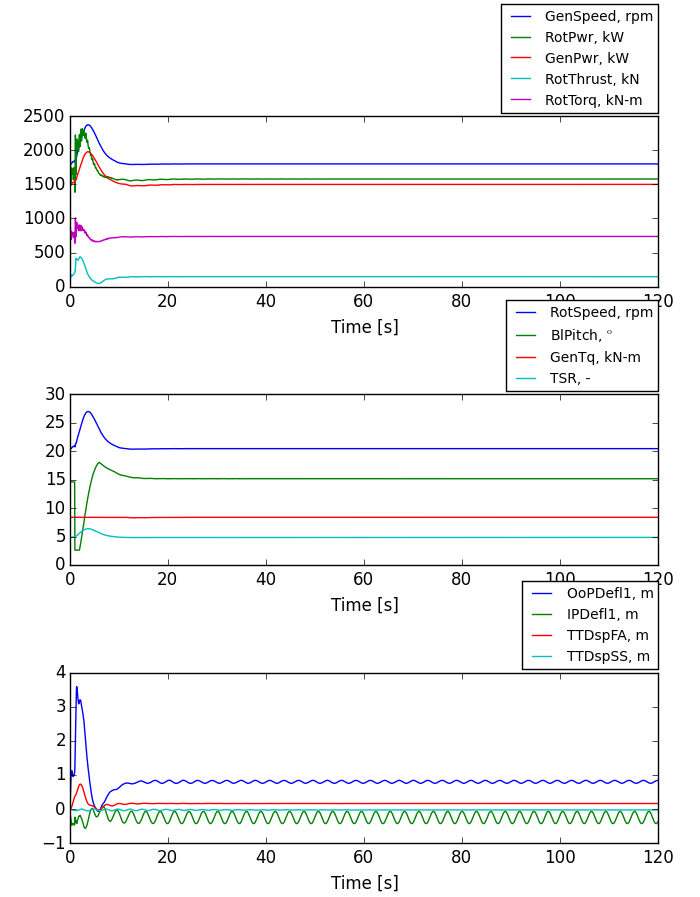 GenSpeed, rpm
RotPwr, kW
GenPwr, kW
RotThrust, kN
RotTorq, kN-m
2500
2000
1500
1000
500
0
0 20 40 60 80 100 120
Time [s]
RotSpeed, rpm
BlPitch, °
GenTq, kN-m
TSR, -
30
25
20
15
10
5
0
0 20 40 60 80 100 120
Time [s]
OoPDefl1, m
IPDefl1, m
TTDspFA, m
TTDspSS, m
4
3
2
1
0
−1
0 20 40 60 80 100 120
Time [s]